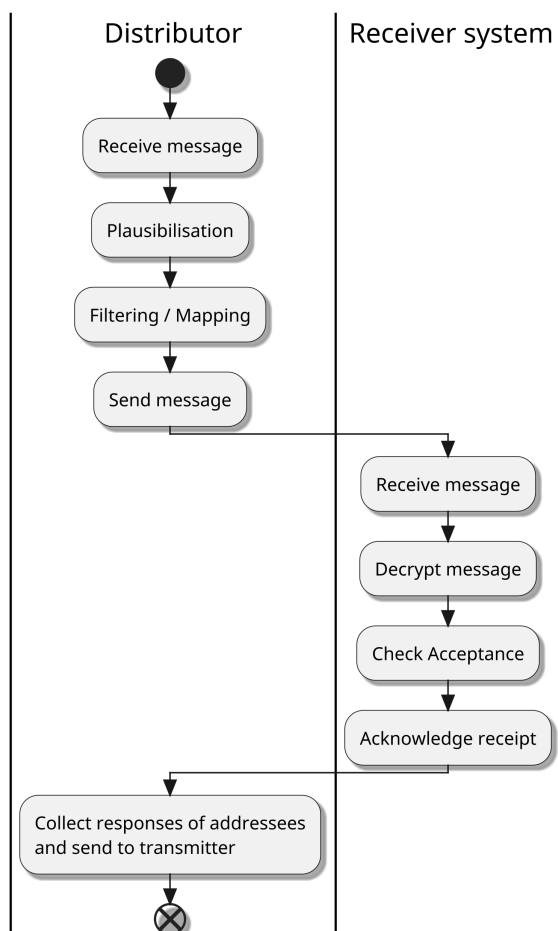 Distributor
Receiver system
Receive message
Plausibilisation
Filtering / Mapping
Send message
Receive message
Decrypt message
Check Acceptance
Acknowledge receipt
Collect responses of addressees
and send to transmitter